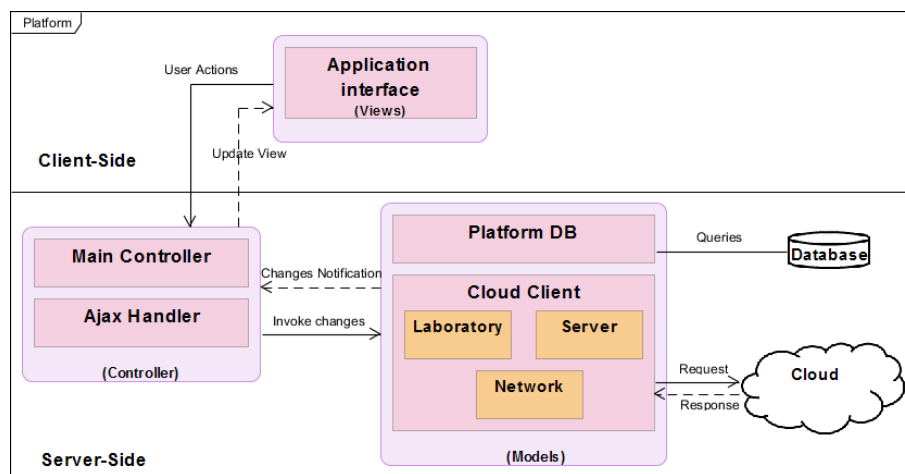 Platform
User Actions
Application
interface
(Views)
Update View
Client-Side
Main Controller
Ajax Handler
(Controller)
Changes Notification
Invoke changes
Platform DB
Cloud Client
Laboratory
Server
Network
(Models)
Queries
Database
Request
Response
Cloud
Server-Side